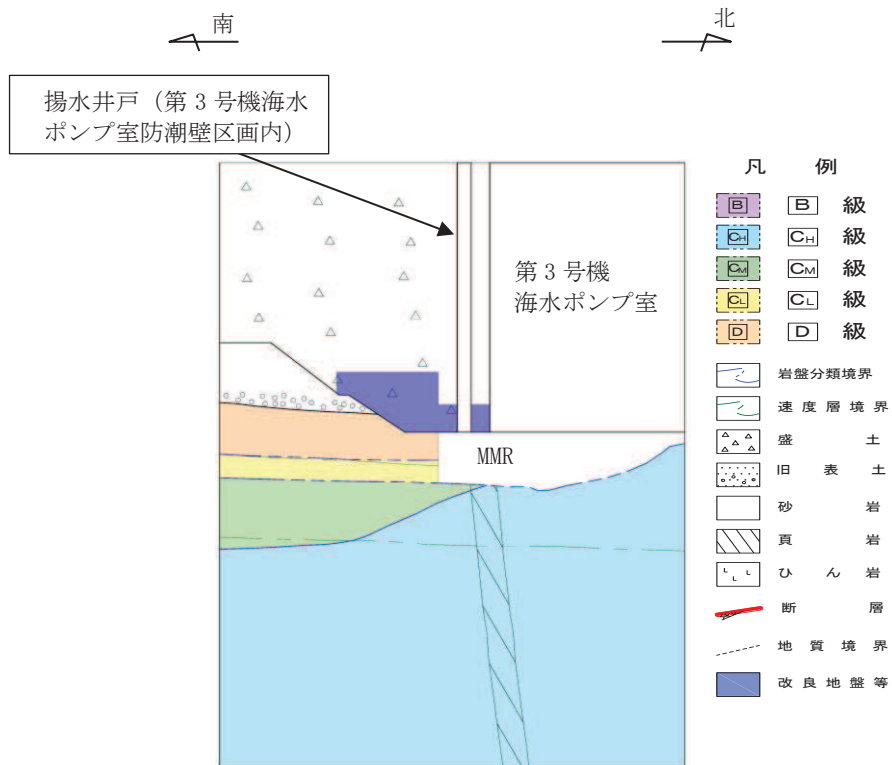 南
北
揚水井戸（第３号機海水
ポンプ室防潮壁区画内）
第３号機
海水ポンプ室
MMR
凡 例
B B 級
CH CH 級
CM CM 級
CL CL 級
D D 級
岩盤分類境界
速度層境界
盛 土
旧 表 土
砂 岩
頁 岩
ひ ん 岩
断 層
地 質 境 界
改 良 地 盤 等